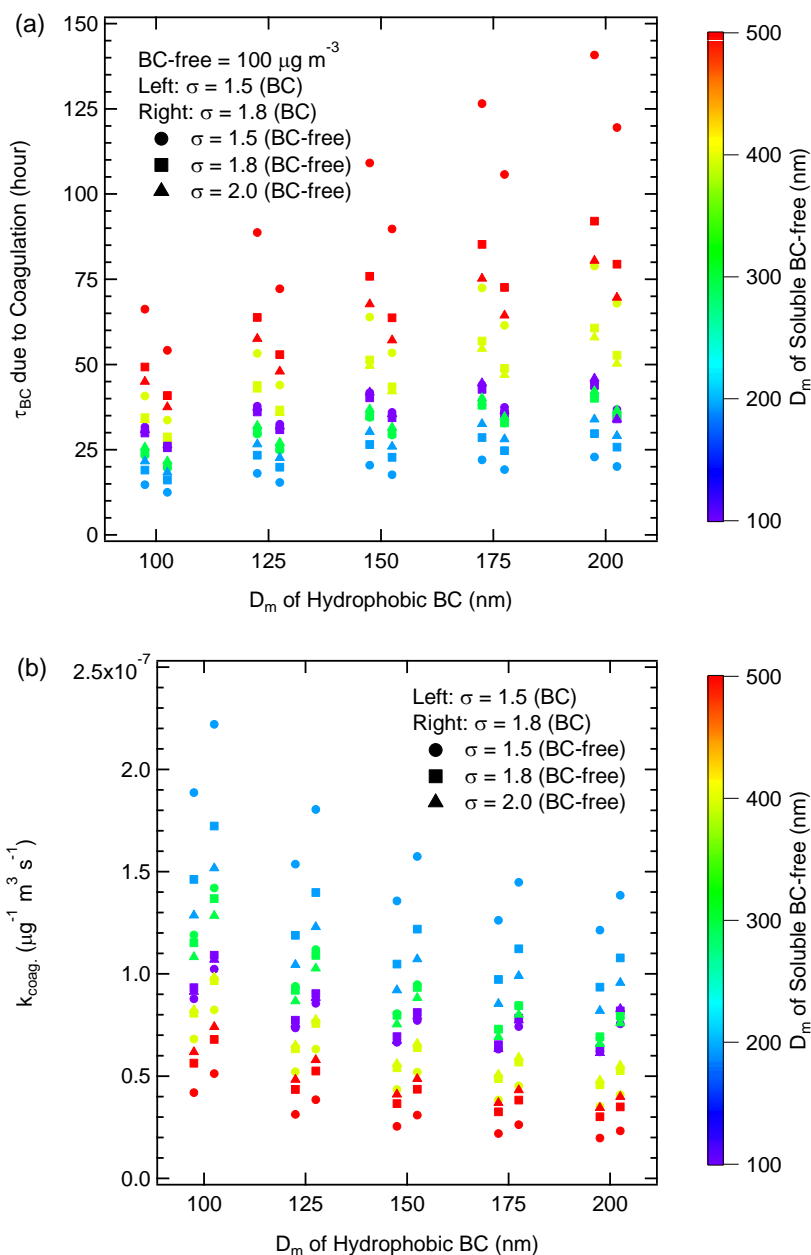 (a)
150
125
100
75
50
25
0
τBC due to Coagulation (hour)
BC-free = 100 μg m-3
Left: σ = 1.5 (BC)
Right: σ = 1.8 (BC)
σ = 1.5 (BC-free)
σ = 1.8 (BC-free)
σ = 2.0 (BC-free)
100 125 150 175 200
Dm of Hydrophobic BC (nm)
500
400
300
200
100
Dm of Soluble BC-free (nm)
(b)
2.5x10-7
2.0
1.5
1.0
0.5
0.0
kcoag. (μg-1 m3 s-1)
Left: σ = 1.5 (BC)
Right: σ = 1.8 (BC)
σ = 1.5 (BC-free)
σ = 1.8 (BC-free)
σ = 2.0 (BC-free)
100 125 150 175 200
Dm of Hydrophobic BC (nm)
500
400
300
200
100
Dm of Soluble BC-free (nm)